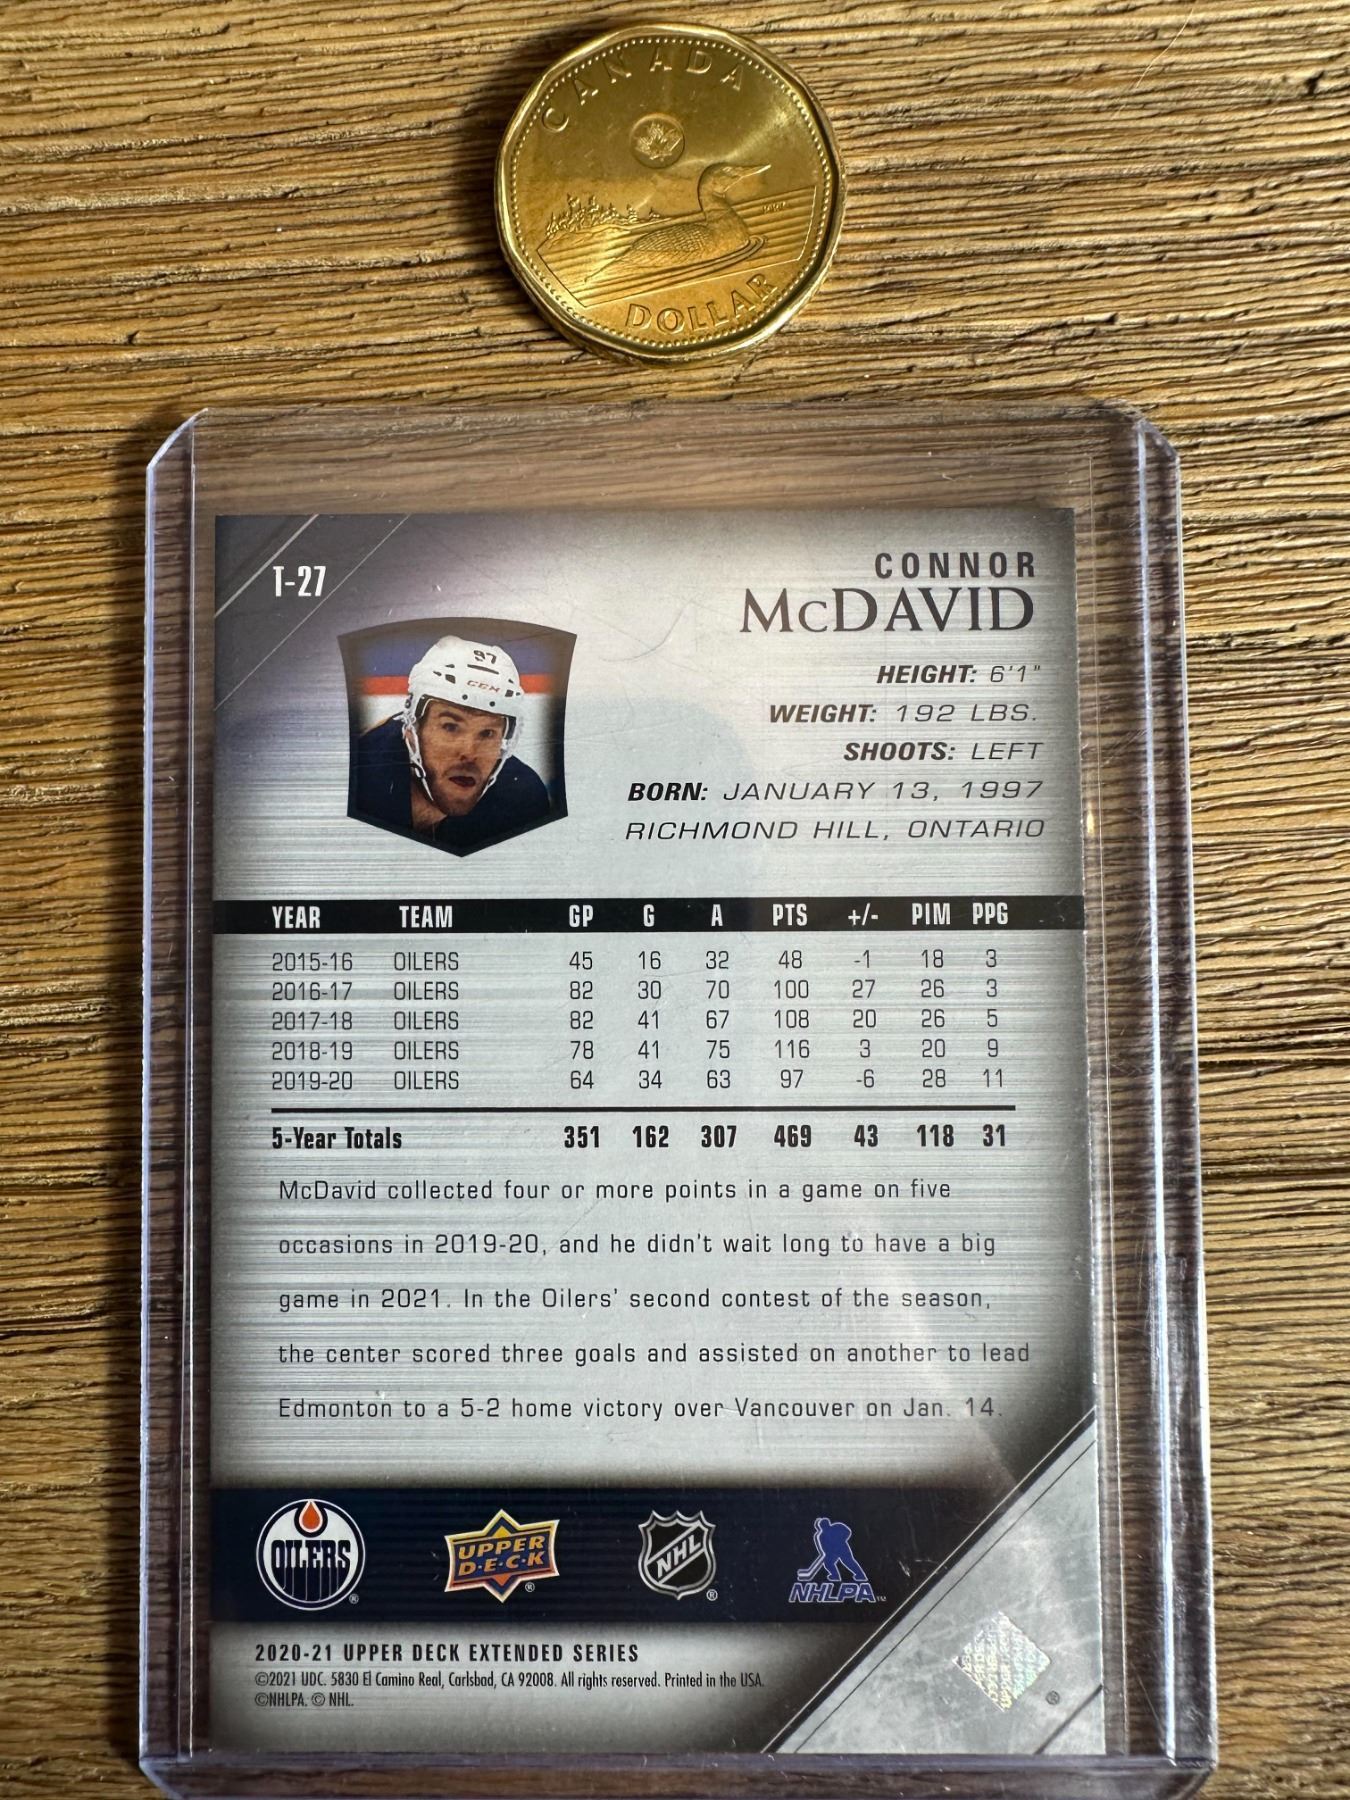 CANADA
DOLLAR
T-27
CONNOR
McDAVID
97
CCM
HEIGHT: 6'1"
WEIGHT: 192 LBS.
SHOOTS: LEFT
BORN: JANUARY 13, 1997
RICHMOND HILL, ONTARIO
YEAR TEAM GP G A PTS +/- PIM PPG
2015-16 OILERS 45 16 32 48 -1 18 3
2016-17 OILERS 82 30 70 100 27 26 3
2017-18 OILERS 82 41 67 108 20 26 5
2018-19 OILERS 78 41 75 116 3 20 9
2019-20 OILERS 64 34 63 97 -6 28 11
5-Year Totals 351 162 307 469 43 118 31
McDavid collected four or more points in a game on five
occasions in 2019-20, and he didn't wait long to have a big
game in 2021. In the Oilers' second contest of the season,
the center scored three goals and assisted on another to lead
Edmonton to a 5-2 home victory over Vancouver on Jan. 14.
OILERS ®
UPPER D·E·C·K ®
NHL ®
NHLPA ™
2020-21 UPPER DECK EXTENDED SERIES
©2021 UDC. 5830 El Camino Real, Carlsbad, CA 92008. All rights reserved. Printed in the USA.
©NHLPA. © NHL.
®